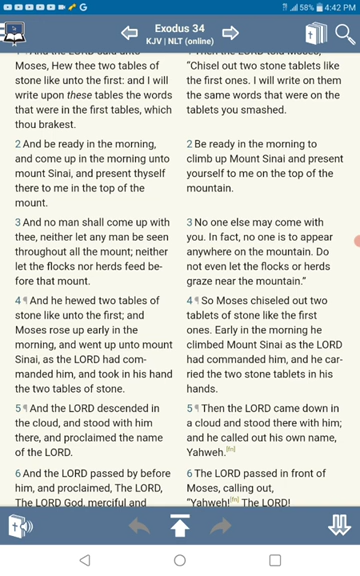 58% 4:42 PM
Exodus 34
KJV | NLT (online)
Moses, Hew thee two tables of
stone like unto the first: and I will
write upon these tables the words
that were in the first tables, which
thou brakest.
2 And be ready in the morning,
and come up in the morning unto
mount Sinai, and present thyself
there to me in the top of the
mount.
3 And no man shall come up with
thee, neither let any man be seen
throughout all the mount; neither
let the flocks nor herds feed be-
fore that mount.
4 ¶ And he hewed two tables of
stone like unto the first; and
Moses rose up early in the
morning, and went up unto mount
Sinai, as the LORD had com-
manded him, and took in his hand
the two tables of stone.
5 ¶ And the LORD descended in
the cloud, and stood with him
there, and proclaimed the name
of the LORD.
6 And the LORD passed by before
him, and proclaimed, The LORD,
The LORD God, merciful and
“Chisel out two stone tablets like
the first ones. I will write on them
the same words that were on the
tablets you smashed.
2 Be ready in the morning to
climb up Mount Sinai and present
yourself to me on the top of the
mountain.
3 No one else may come with
you. In fact, no one is to appear
anywhere on the mountain. Do
not even let the flocks or herds
graze near the mountain.”
4 ¶ So Moses chiseled out two
tablets of stone like the first
ones. Early in the morning he
climbed Mount Sinai as the LORD
had commanded him, and he car-
ried the two stone tablets in his
hands.
5 ¶ Then the LORD came down in
a cloud and stood there with him;
and he called out his own name,
Yahweh.[fn]
6 The LORD passed in front of
Moses, calling out,
“Yahweh![fn] The LORD!